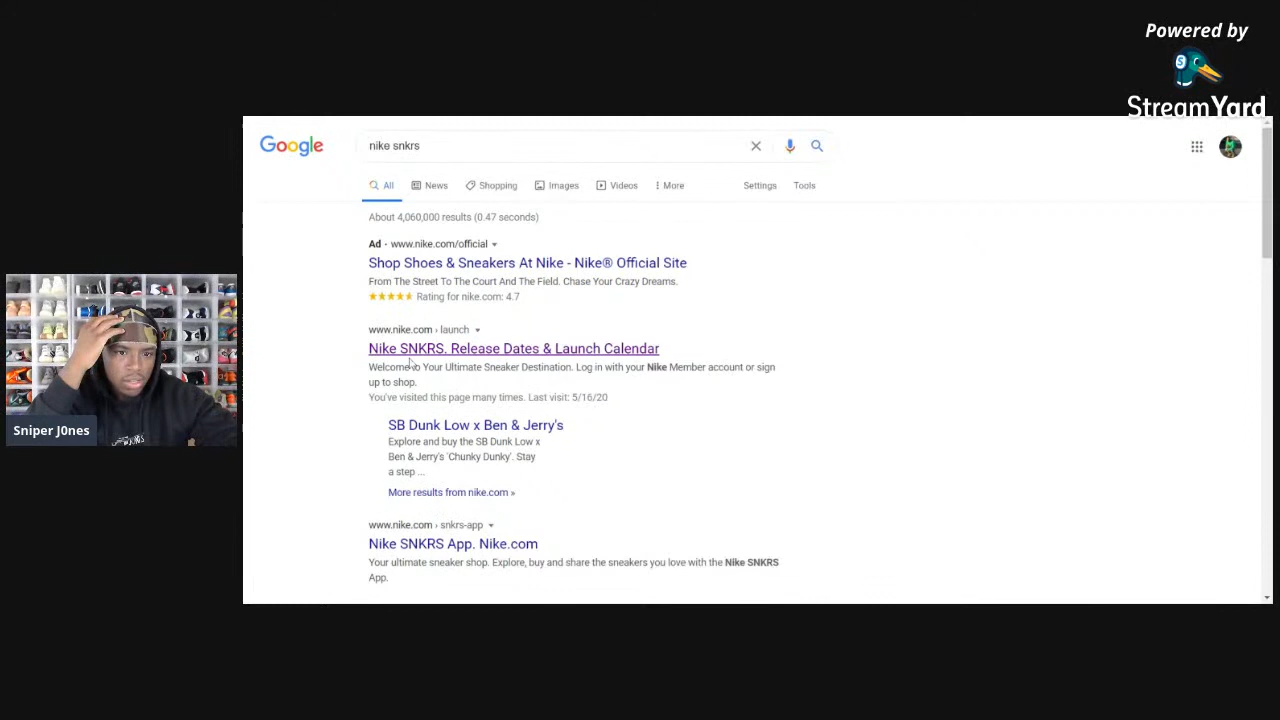 Powered by
StreamYard
Google
nike snkrs
All
News
Shopping
Images
Videos
More
Settings
Tools
About 4,060,000 results (0.47 seconds)
Ad · www.nike.com/official
Shop Shoes & Sneakers At Nike - Nike® Official Site
From The Street To The Court And The Field. Chase Your Crazy Dreams.
Rating for nike.com: 4.7
www.nike.com › launch
Nike SNKRS. Release Dates & Launch Calendar
Welcome to Your Ultimate Sneaker Destination. Log in with your Nike Member account or sign
up to shop.
You've visited this page many times. Last visit: 5/16/20
SB Dunk Low x Ben & Jerry's
Explore and buy the SB Dunk Low x
Ben & Jerry's 'Chunky Dunky'. Stay
a step ...
More results from nike.com »
www.nike.com › snkrs-app
Nike SNKRS App. Nike.com
Your ultimate sneaker shop. Explore, buy and share the sneakers you love with the Nike SNKRS
App.
Sniper J0nes